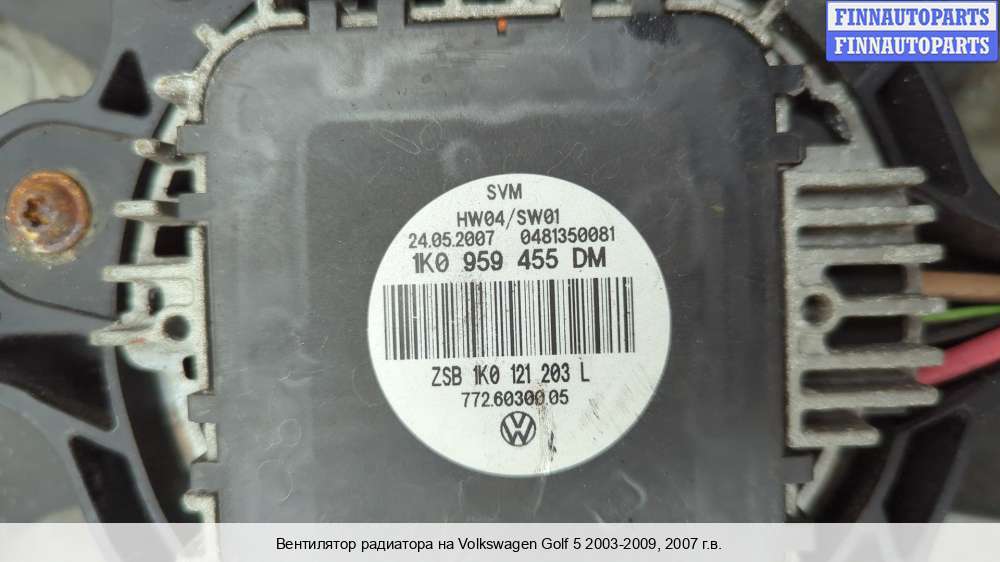 FINNAUTOPARTS
FINNAUTOPARTS
SVM
HW04/SW01
24.05.2007 0481350081
1K0 959 455 DM
ZSB 1K0 121 203 L
772.60300.05
Вентилятор радиатора на Volkswagen Golf 5 2003-2009, 2007 г.в.